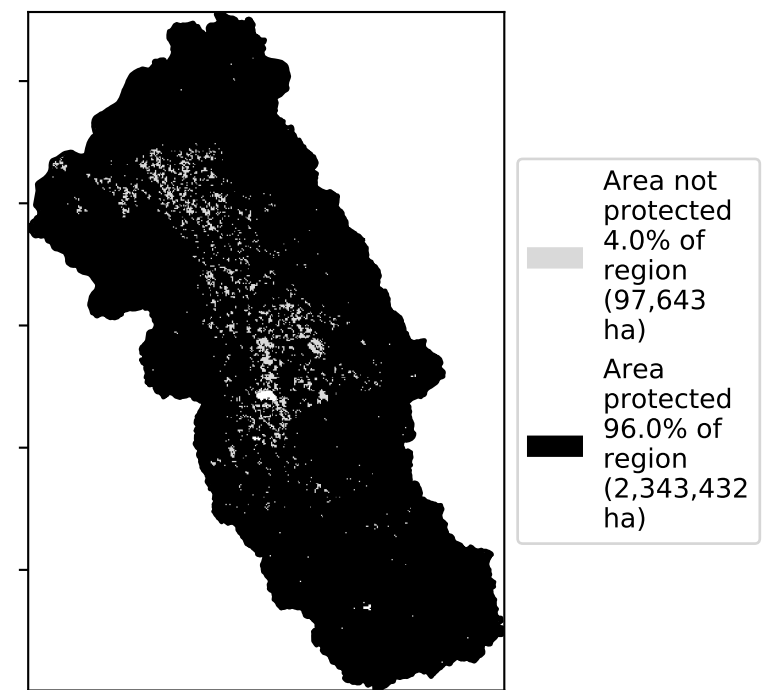 Area not
protected
4.0% of
region
(97,643
ha)
Area
protected
96.0% of
region
(2,343,432
ha)